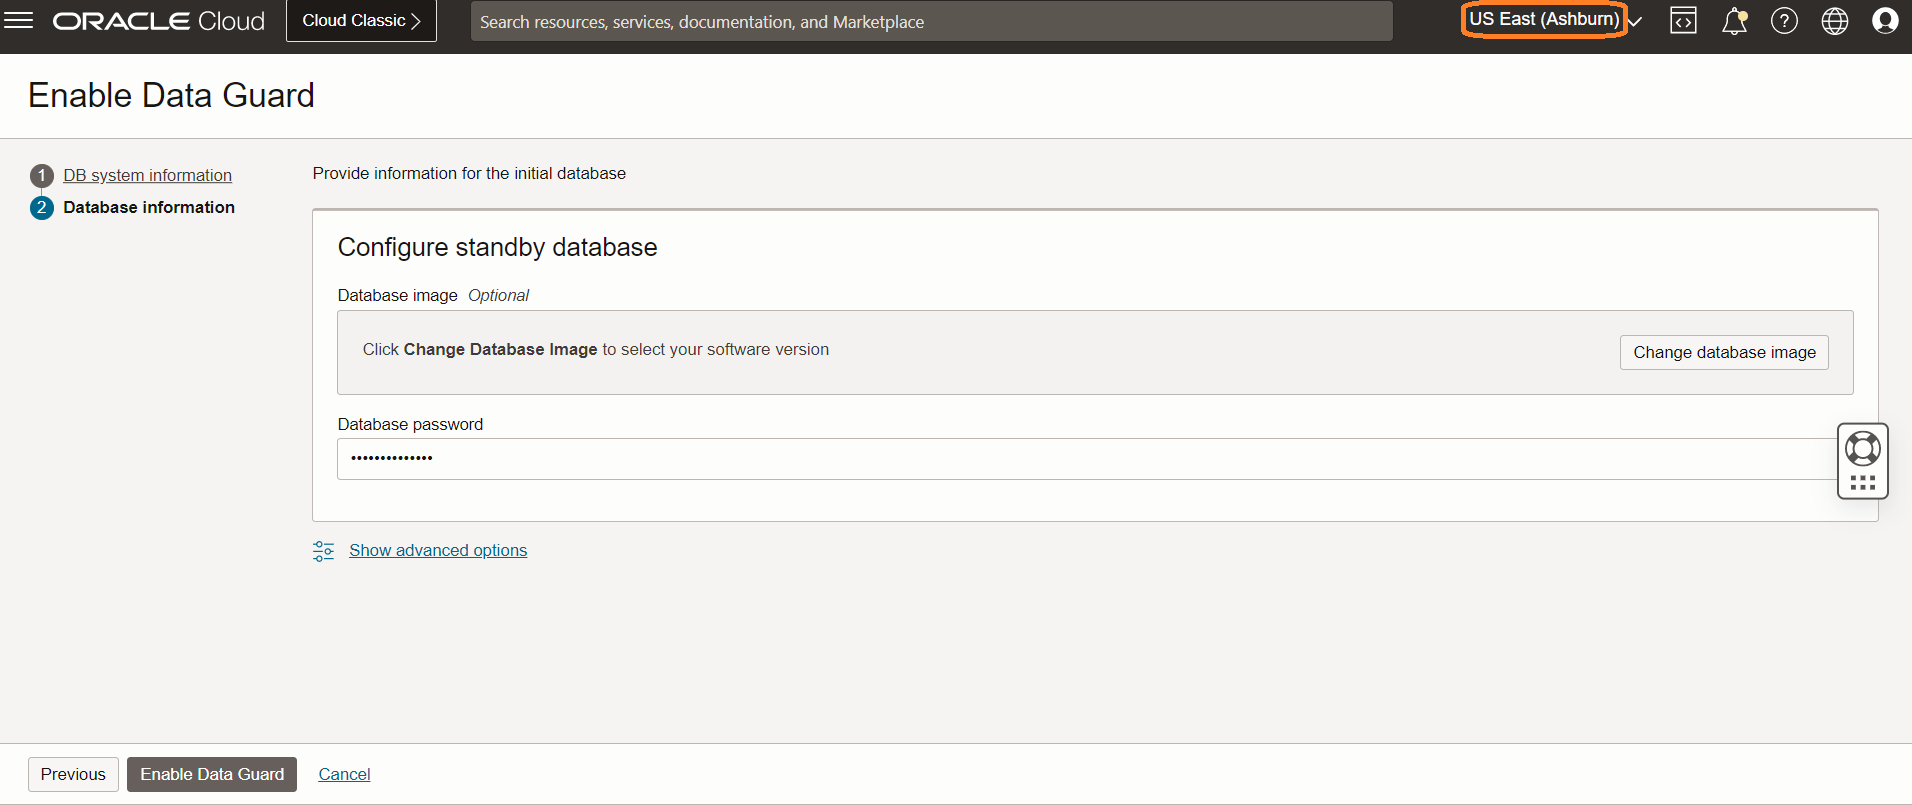 ORACLE Cloud
Cloud Classic
Search resources, services, documentation, and Marketplace
US East (Ashburn)
Enable Data Guard
1 DB system information
2 Database information
Provide information for the initial database
Configure standby database
Database image Optional
Click Change Database Image to select your software version
Change database image
Database password
••••••••••••••
Show advanced options
Previous
Enable Data Guard
Cancel